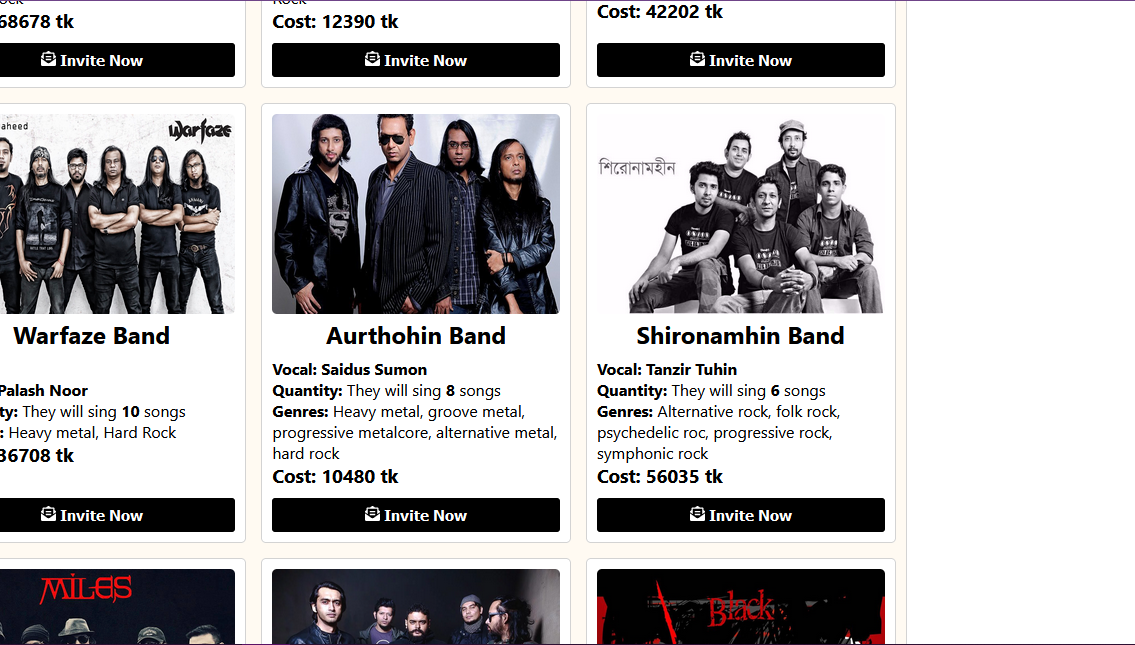 68678 tk
Invite Now
Rock
Cost: 12390 tk
Invite Now
Cost: 42202 tk
Invite Now
aheed
warfaze
Warfaze Band
Palash Noor
ty: They will sing 10 songs
: Heavy metal, Hard Rock
36708 tk
Invite Now
Aurthohin Band
Vocal: Saidus Sumon
Quantity: They will sing 8 songs
Genres: Heavy metal, groove metal,
progressive metalcore, alternative metal,
hard rock
Cost: 10480 tk
Invite Now
শিরোনামহীন
Shironamhin Band
Vocal: Tanzir Tuhin
Quantity: They will sing 6 songs
Genres: Alternative rock, folk rock,
psychedelic roc, progressive rock,
symphonic rock
Cost: 56035 tk
Invite Now
MILES
Black